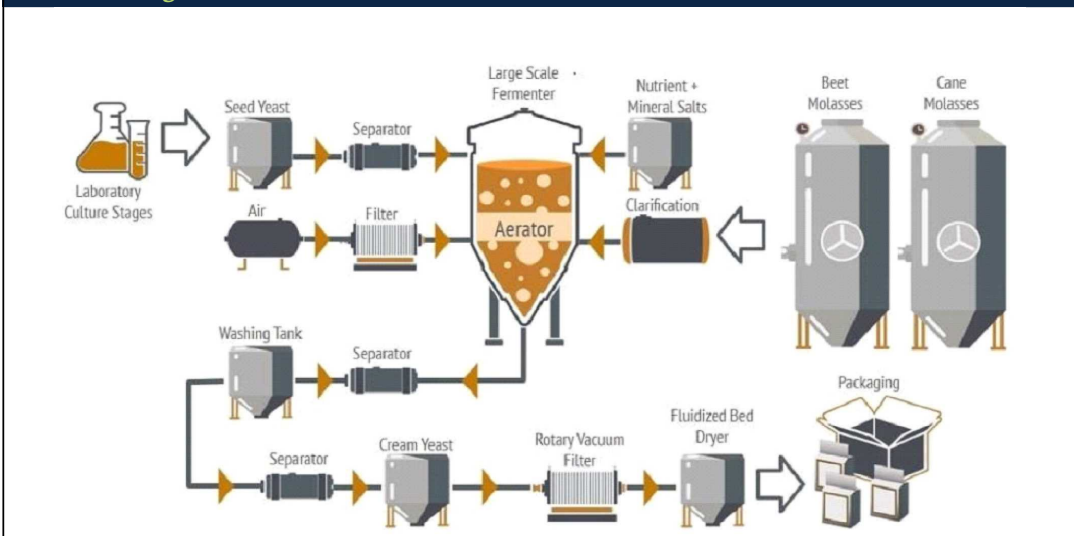 Large Scale
Fermenter
Nutrient +
Mineral Salts
Beet
Molasses
Cane
Molasses
Seed Yeast
Separator
Laboratory
Culture Stages
Air
Filter
Aerator
Clarification
Washing Tank
Separator
Packaging
Fluidized Bed
Dryer
Separator
Cream Yeast
Rotary Vacuum
Filter